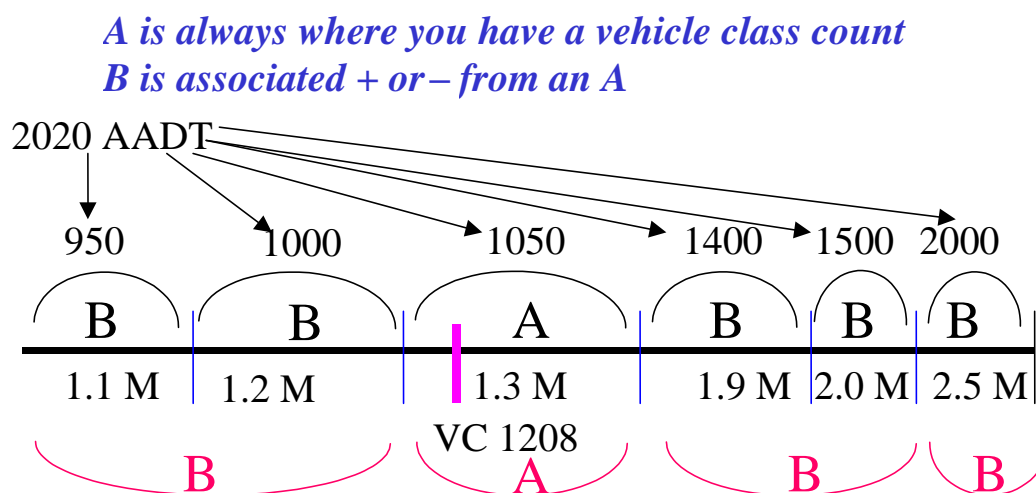 A is always where you have a vehicle class count
B is associated + or – from an A
2020 AADT
950 1000 1050 1400 1500 2000
B B A B B B
1.1 M 1.2 M 1.3 M 1.9 M 2.0 M 2.5 M
VC 1208
B A B B